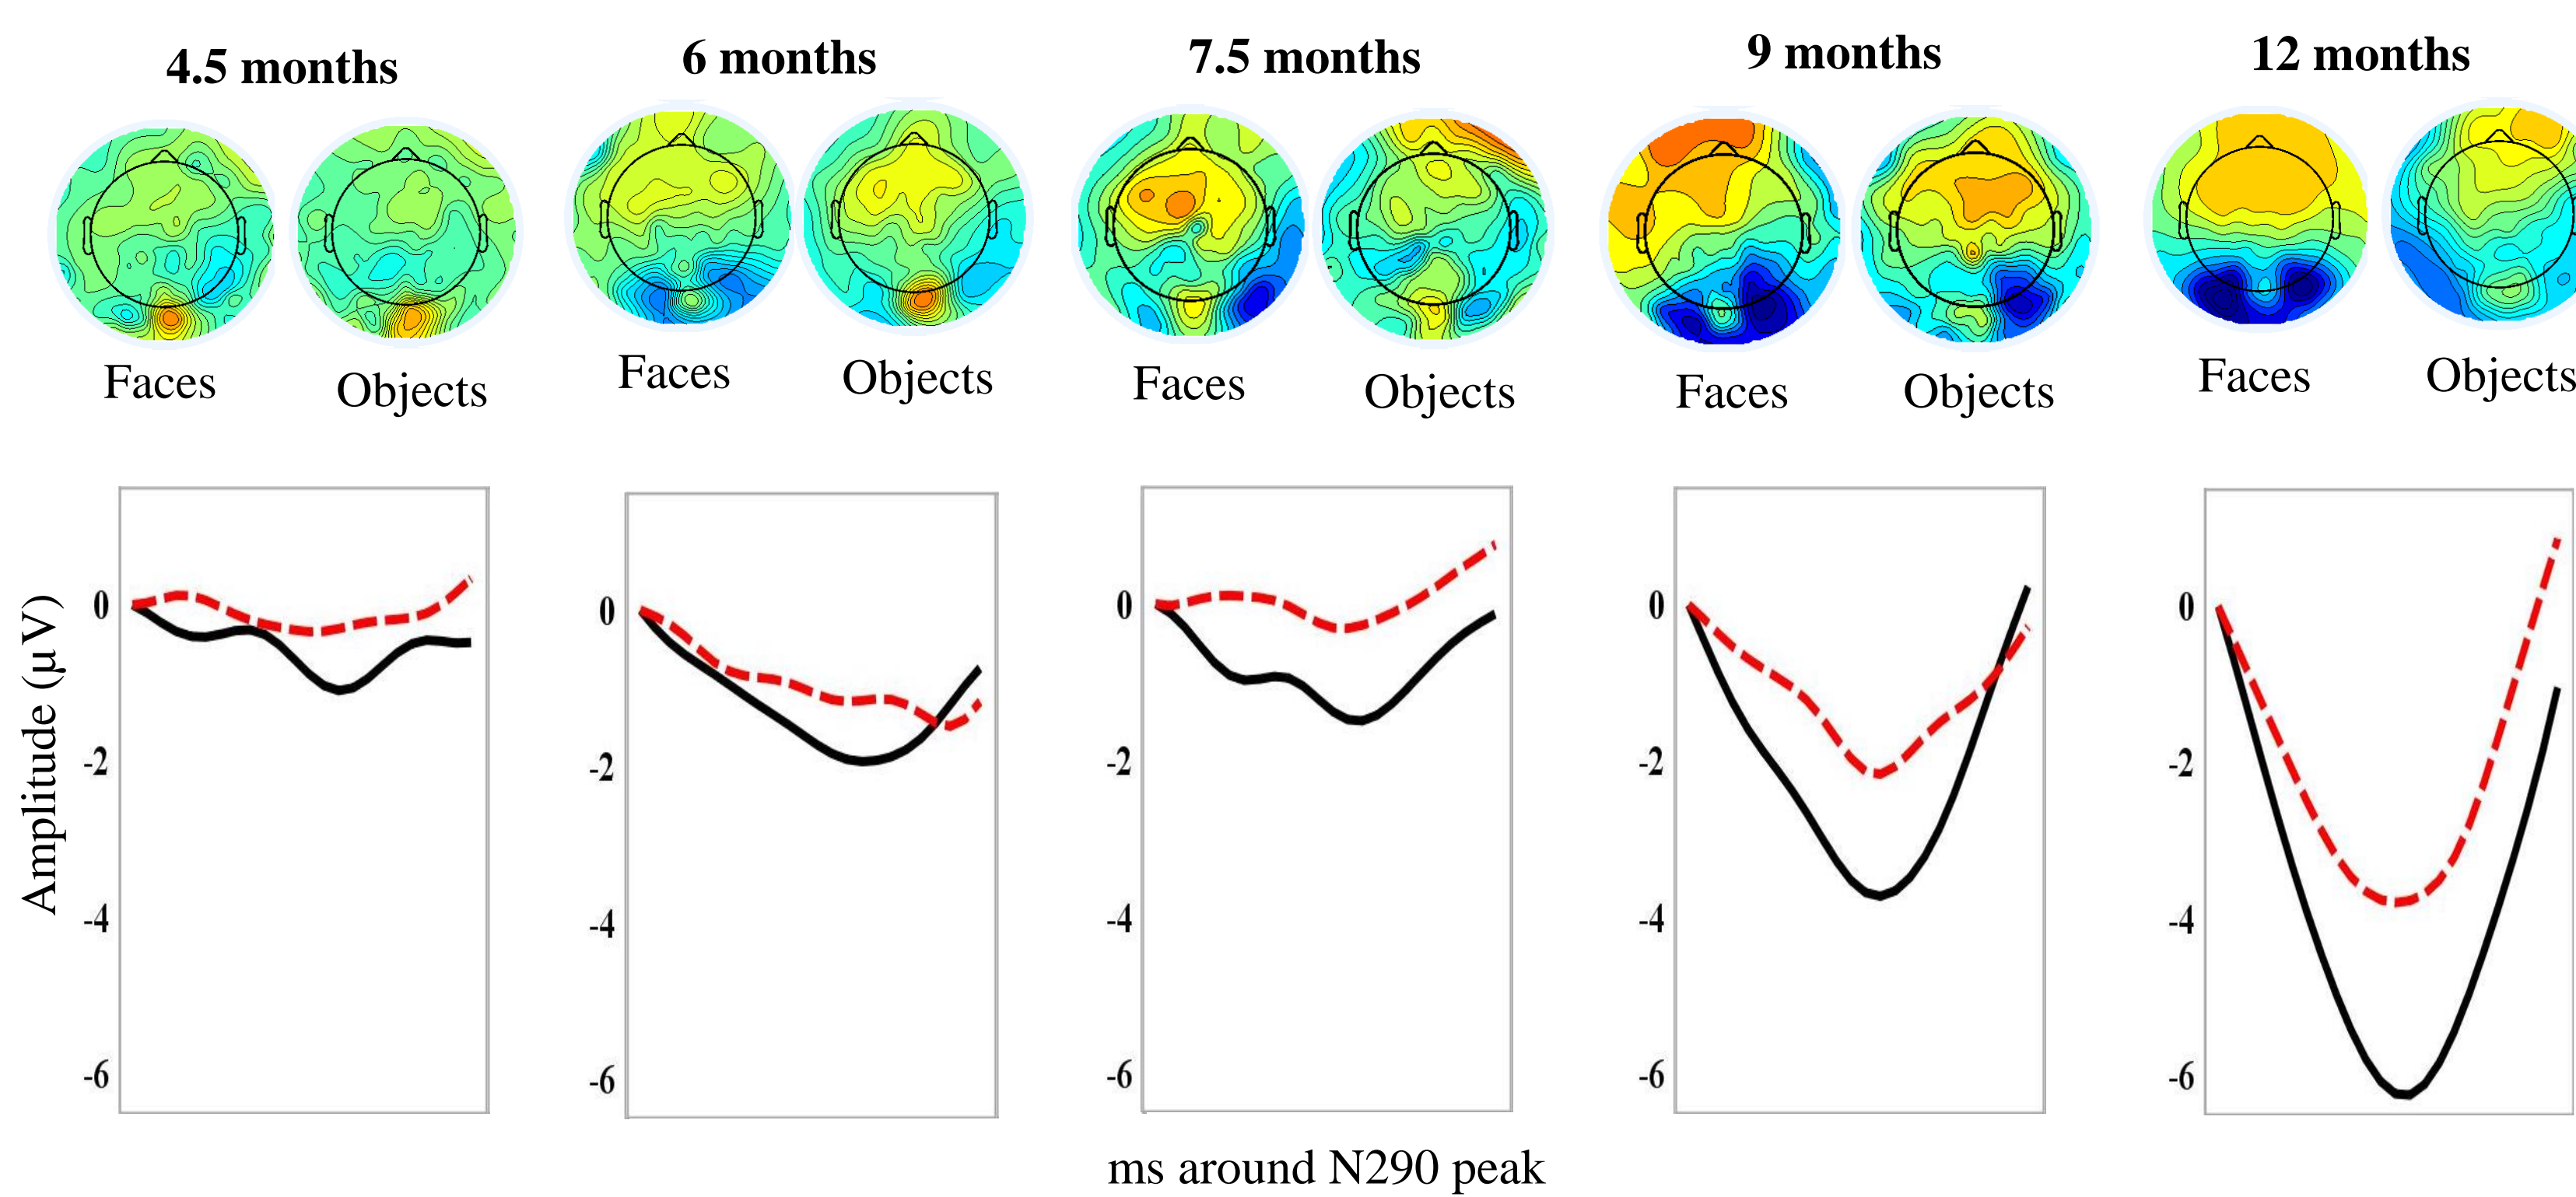 4.5 months
6 months
7.5 months
9 months
12 months
Faces
Objects
Faces
Objects
Faces
Objects
Faces
Objects
Faces
Objects
Amplitude (μ V)
0
-2
-4
-6
0
-2
-4
-6
0
-2
-4
-6
0
-2
-4
-6
0
-2
-4
-6
ms around N290 peak